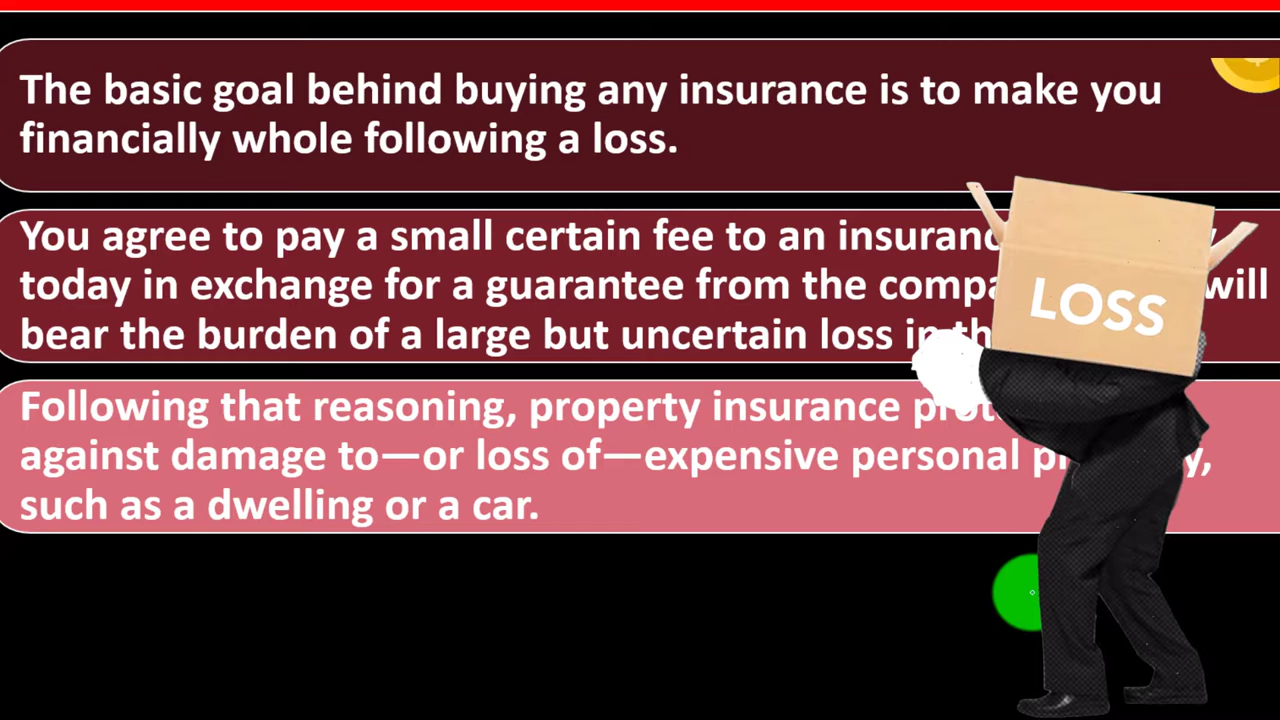 The basic goal behind buying any insurance is to make you
financially whole following a loss.
You agree to pay a small certain fee to an
today in exchange for a guarantee from the will
bear the burden of a large but uncertain loss in
Following that reasoning, property insurance
against damage to—or loss of—expensive personal
such as a dwelling or a car.
LOSS